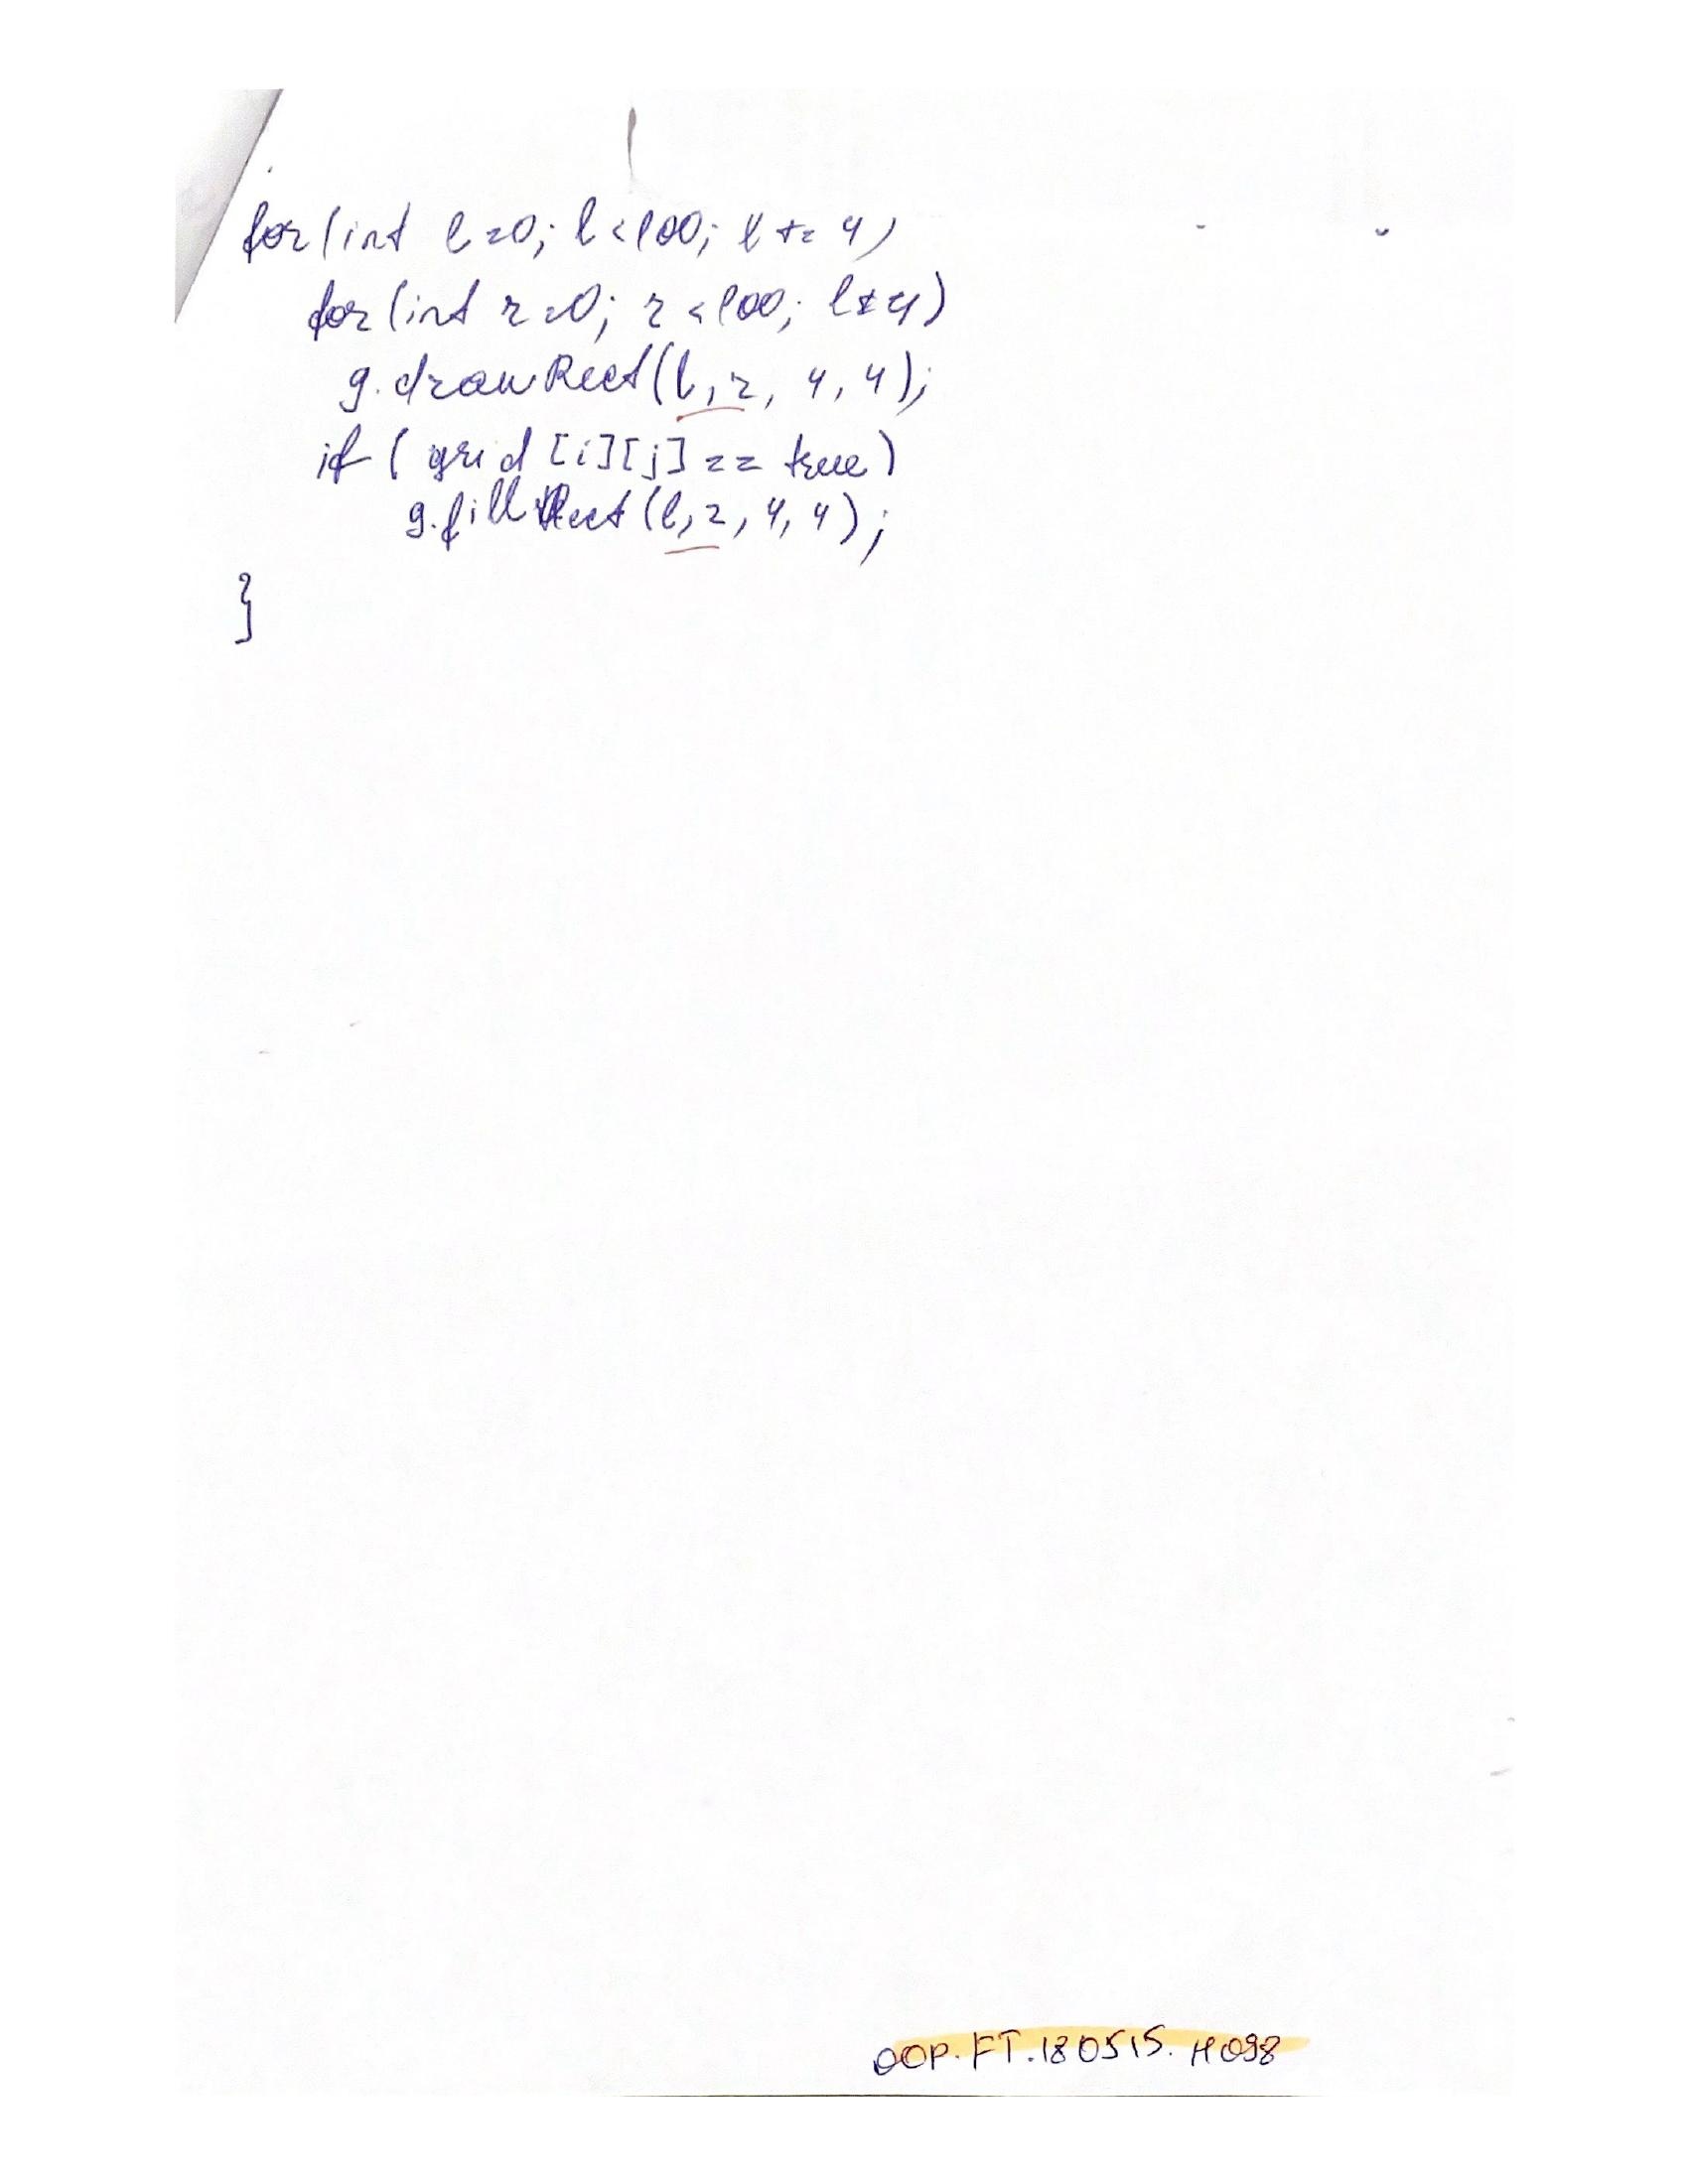 for(int l=0; l<100; l += 4)
for(int r=0; r<100; l+=4)
g.drawRect(l,r, 4, 4);
if ( grid [i][j] == true)
g.fillRect(l,r, 4, 4);
}
OOP.FT.180515.H098